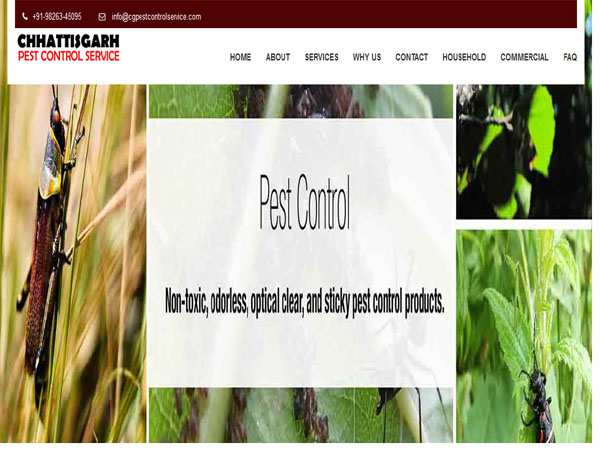 +91-98263-45095 info@cgpestcontrolservice.com
CHHATTISGARH
PEST CONTROL SERVICE
HOME ABOUT SERVICES WHY US CONTACT HOUSEHOLD COMMERCIAL FAQ
Pest Control
Non-toxic, odorless, optical clear, and sticky pest control products.